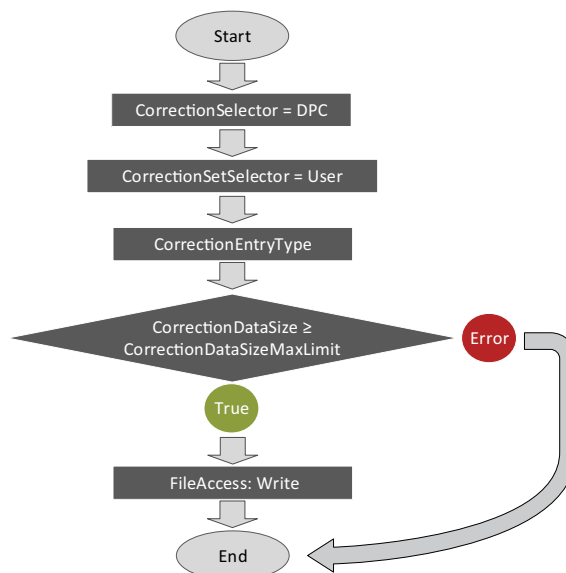 Start
CorrectionSelector = DPC
CorrectionSetSelector = User
CorrectionEntryType
CorrectionDataSize ≥
CorrectionDataSizeMaxLimit
Error
True
FileAccess: Write
End